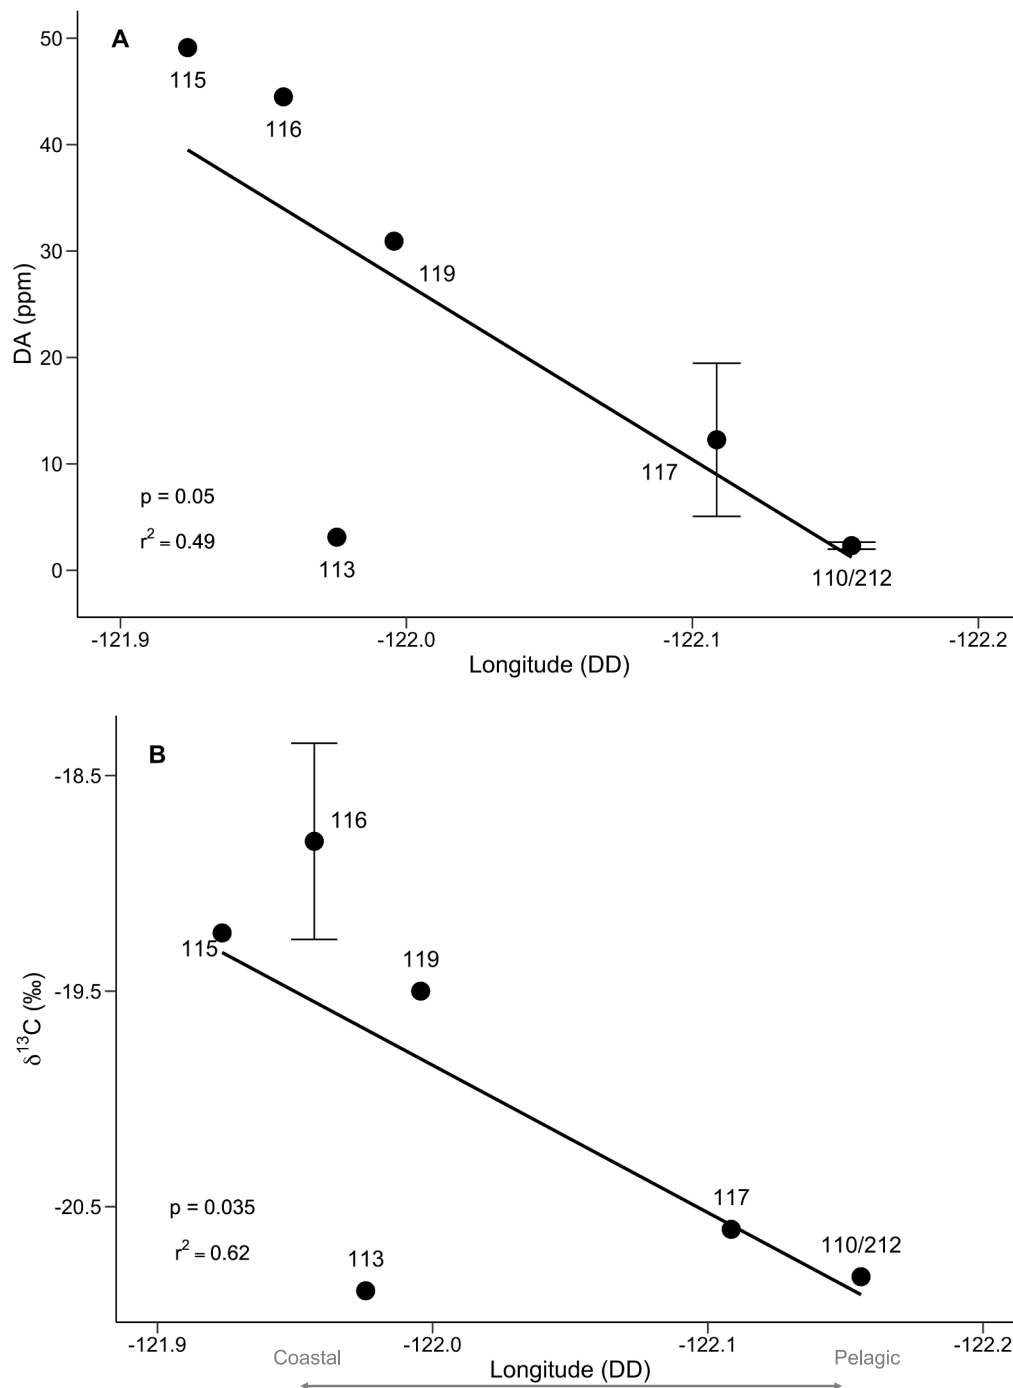 A
50
40
30
20
10
0
DA (ppm)
115
116
119
117
113
110/212
p = 0.05
r² = 0.49
-121.9 -122.0 -122.1 -122.2
Longitude (DD)
B
-18.5
-19.5
-20.5
δ¹³C (‰)
116
115
119
117
110/212
113
p = 0.035
r² = 0.62
-121.9 -122.0 -122.1 -122.2
Coastal Pelagic
Longitude (DD)